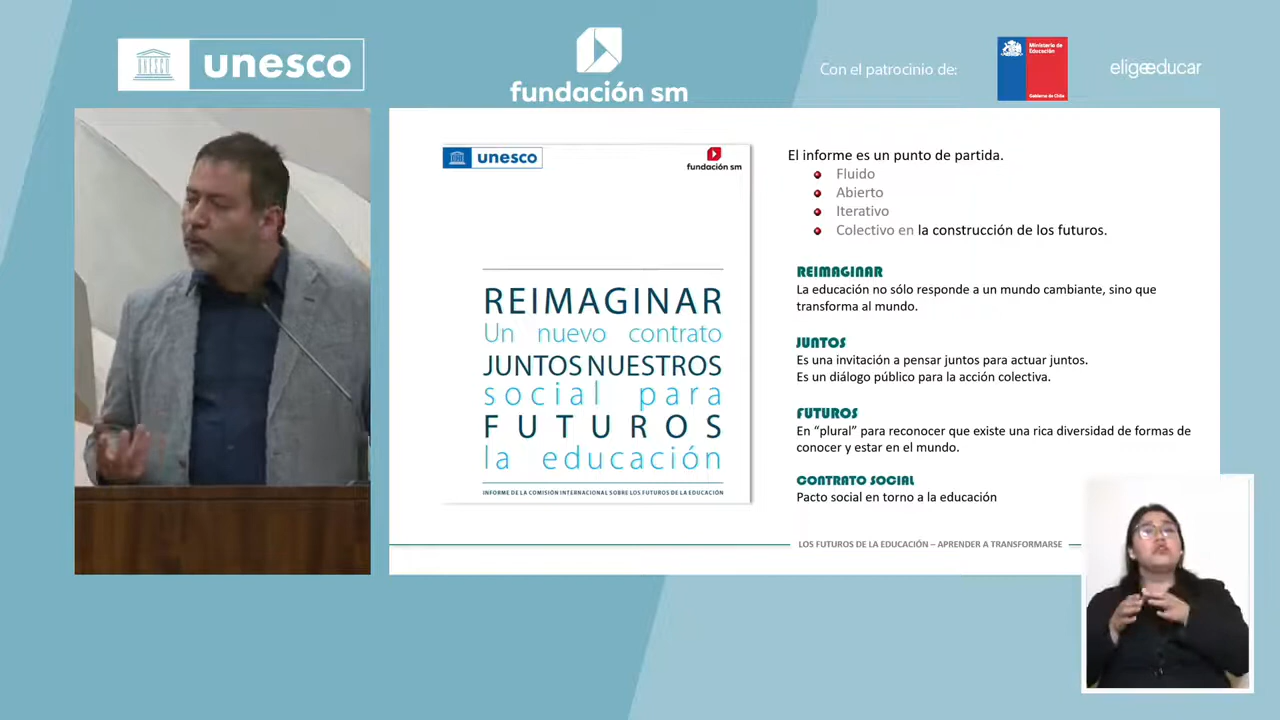 unesco
fundación sm
Con el patrocinio de:
Ministerio de
Educación
Gobierno de Chile
eligeeducar
unesco
fundación sm
REIMAGINAR
Un nuevo contrato
JUNTOS NUESTROS
social para
FUTUROS
la educación
INFORME DE LA COMISIÓN INTERNACIONAL SOBRE LOS FUTUROS DE LA EDUCACIÓN
El informe es un punto de partida.
Fluido
Abierto
Iterativo
Colectivo en la construcción de los futuros.
REIMAGINAR
La educación no sólo responde a un mundo cambiante, sino que
transforma al mundo.
JUNTOS
Es una invitación a pensar juntos para actuar juntos.
Es un diálogo público para la acción colectiva.
FUTUROS
En “plural” para reconocer que existe una rica diversidad de formas de
conocer y estar en el mundo.
CONTRATO SOCIAL
Pacto social en torno a la educación
LOS FUTUROS DE LA EDUCACIÓN – APRENDER A TRANSFORMARSE